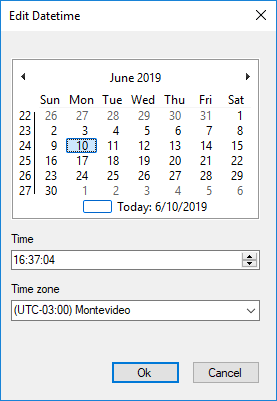 Edit Datetime
June 2019
Sun Mon Tue Wed Thu Fri Sat
22 26 27 28 29 30 31 1
23 2 3 4 5 6 7 8
24 9 10 11 12 13 14 15
25 16 17 18 19 20 21 22
26 23 24 25 26 27 28 29
27 30 1 2 3 4 5 6
Today: 6/10/2019
Time
16:37:04
Time zone
(UTC-03:00) Montevideo
Ok Cancel